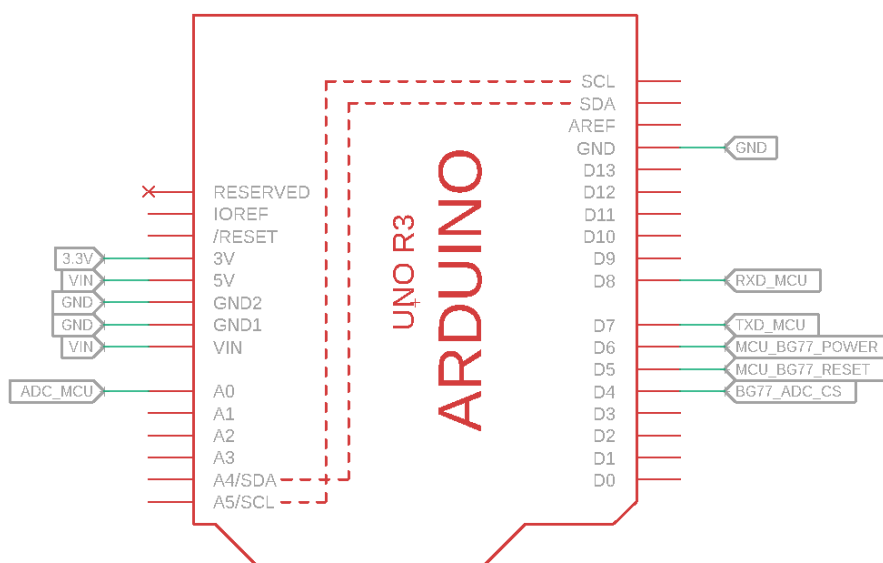 SCL
SDA
AREF
GND GND
D13
RESERVED D12
IOREF D11
/RESET D10
3.3V 3V D9
VIN 5V D8 RXD_MCU
GND GND2
GND GND1 D7 TXD_MCU
VIN VIN D6 MCU_BG77_POWER
D5 MCU_BG77_RESET
ADC_MCU A0 D4 BG77_ADC_CS
A1 D3
A2 D2
A3 D1
A4/SDA D0
A5/SCL
UNO R3
ARDUINO